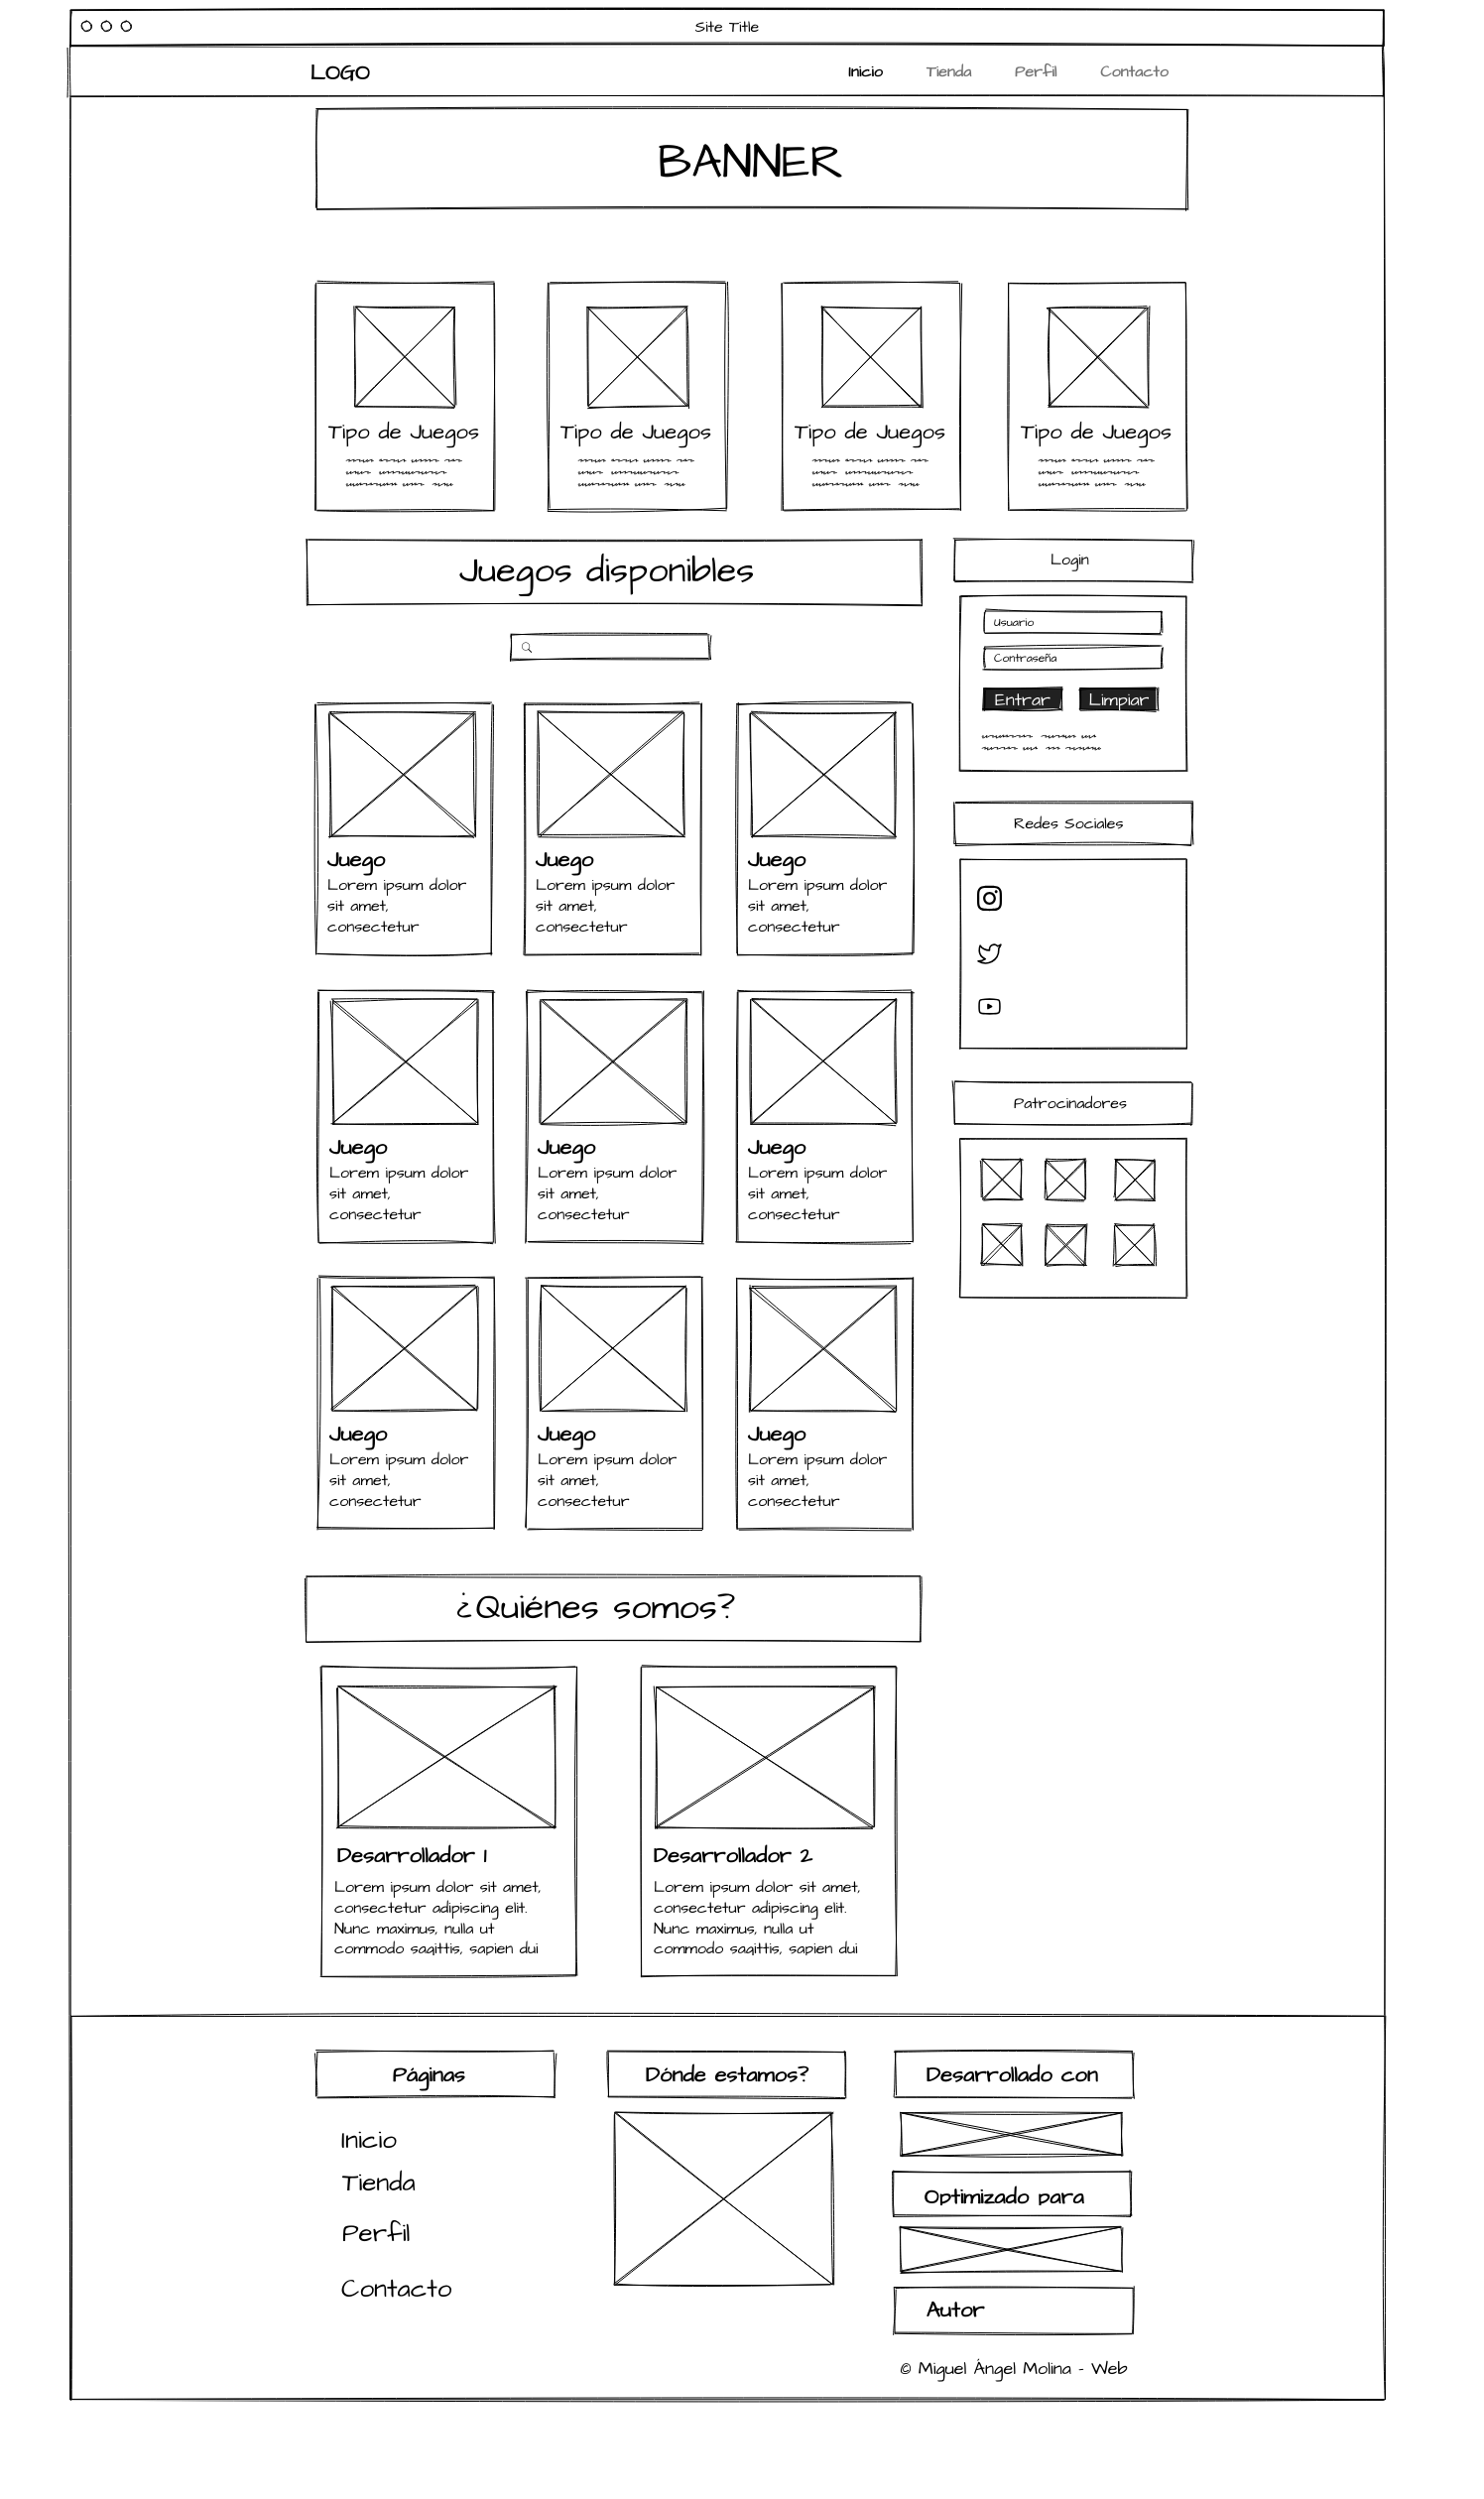 Site Title
LOGO
Inicio
Tienda
Perfil
Contacto
BANNER
Tipo de Juegos
Tipo de Juegos
Tipo de Juegos
Tipo de Juegos
Juegos disponibles
Juego
Lorem ipsum dolor
sit amet,
consectetur
Juego
Lorem ipsum dolor
sit amet,
consectetur
Juego
Lorem ipsum dolor
sit amet,
consectetur
Juego
Lorem ipsum dolor
sit amet,
consectetur
Juego
Lorem ipsum dolor
sit amet,
consectetur
Juego
Lorem ipsum dolor
sit amet,
consectetur
Juego
Lorem ipsum dolor
sit amet,
consectetur
Juego
Lorem ipsum dolor
sit amet,
consectetur
Juego
Lorem ipsum dolor
sit amet,
consectetur
Login
Usuario
Contraseña
Entrar
Limpiar
Redes Sociales
Patrocinadores
¿Quiénes somos?
Desarrollador 1
Lorem ipsum dolor sit amet,
consectetur adipiscing elit.
Nunc maximus, nulla ut
commodo sagittis, sapien dui
Desarrollador 2
Lorem ipsum dolor sit amet,
consectetur adipiscing elit.
Nunc maximus, nulla ut
commodo sagittis, sapien dui
Páginas
Inicio
Tienda
Perfil
Contacto
Dónde estamos?
Desarrollado con
Optimizado para
Autor
© Miguel Ángel Molina - Web